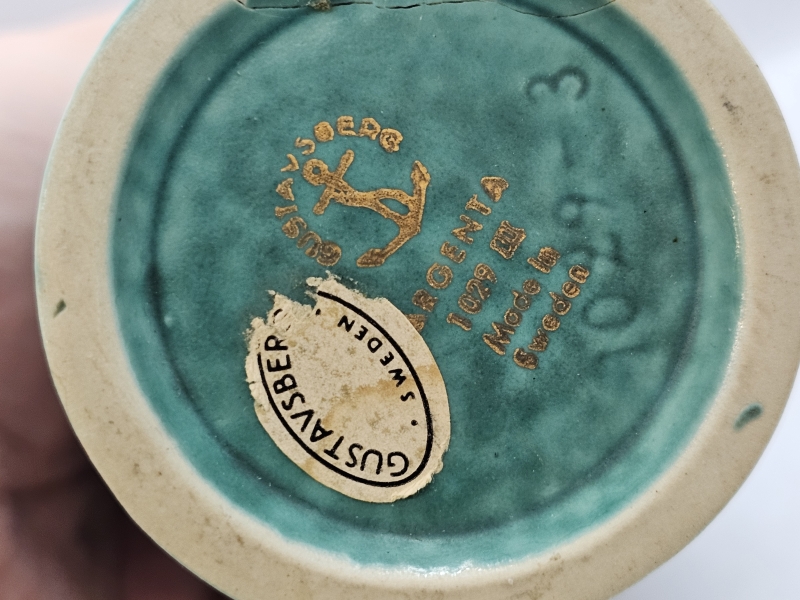 GUSTAVSBERG
ARGENTA
1029 III
Made in
Sweden
1029-3
GUSTAVSBERG
• SWEDEN •